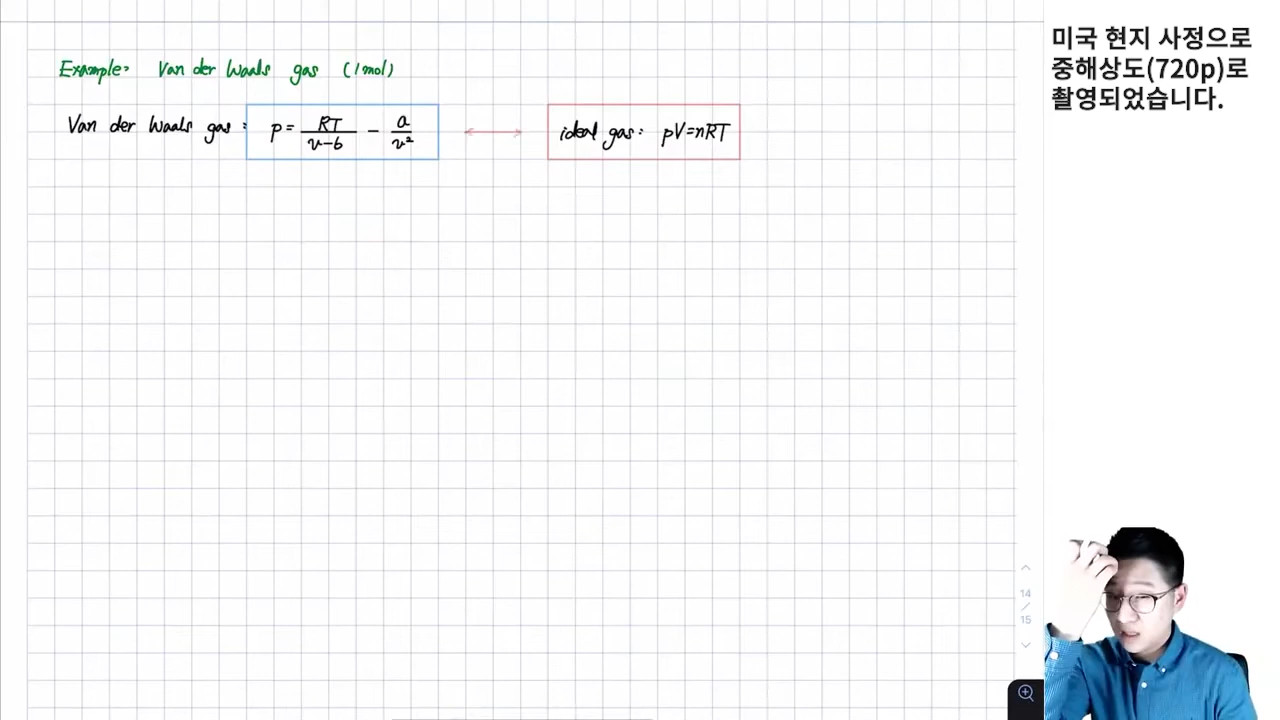 Example: Van der Waals gas (1mol)
Van der Waals gas: p = RT/(v-b) - a/v² ↔ ideal gas: pV=nRT
미국 현지 사정으로
중해상도(720p)로
촬영되었습니다.
14
/
15